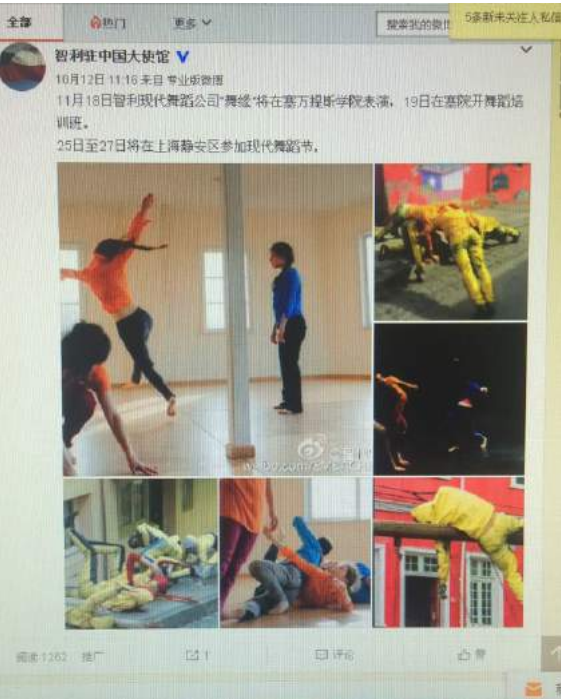 全部
热门
更多
搜索我的微博
5条新未关注人私信
智利驻中国大使馆
10月12日 11:16 来自 专业版微博
11月18日智利现代舞蹈公司“舞缘”将在塞万提斯学院表演，19日在塞院开舞蹈培
训班。
25日至27日将在上海静安区参加现代舞蹈节。
阅读 1262 推广
1
评论
赞